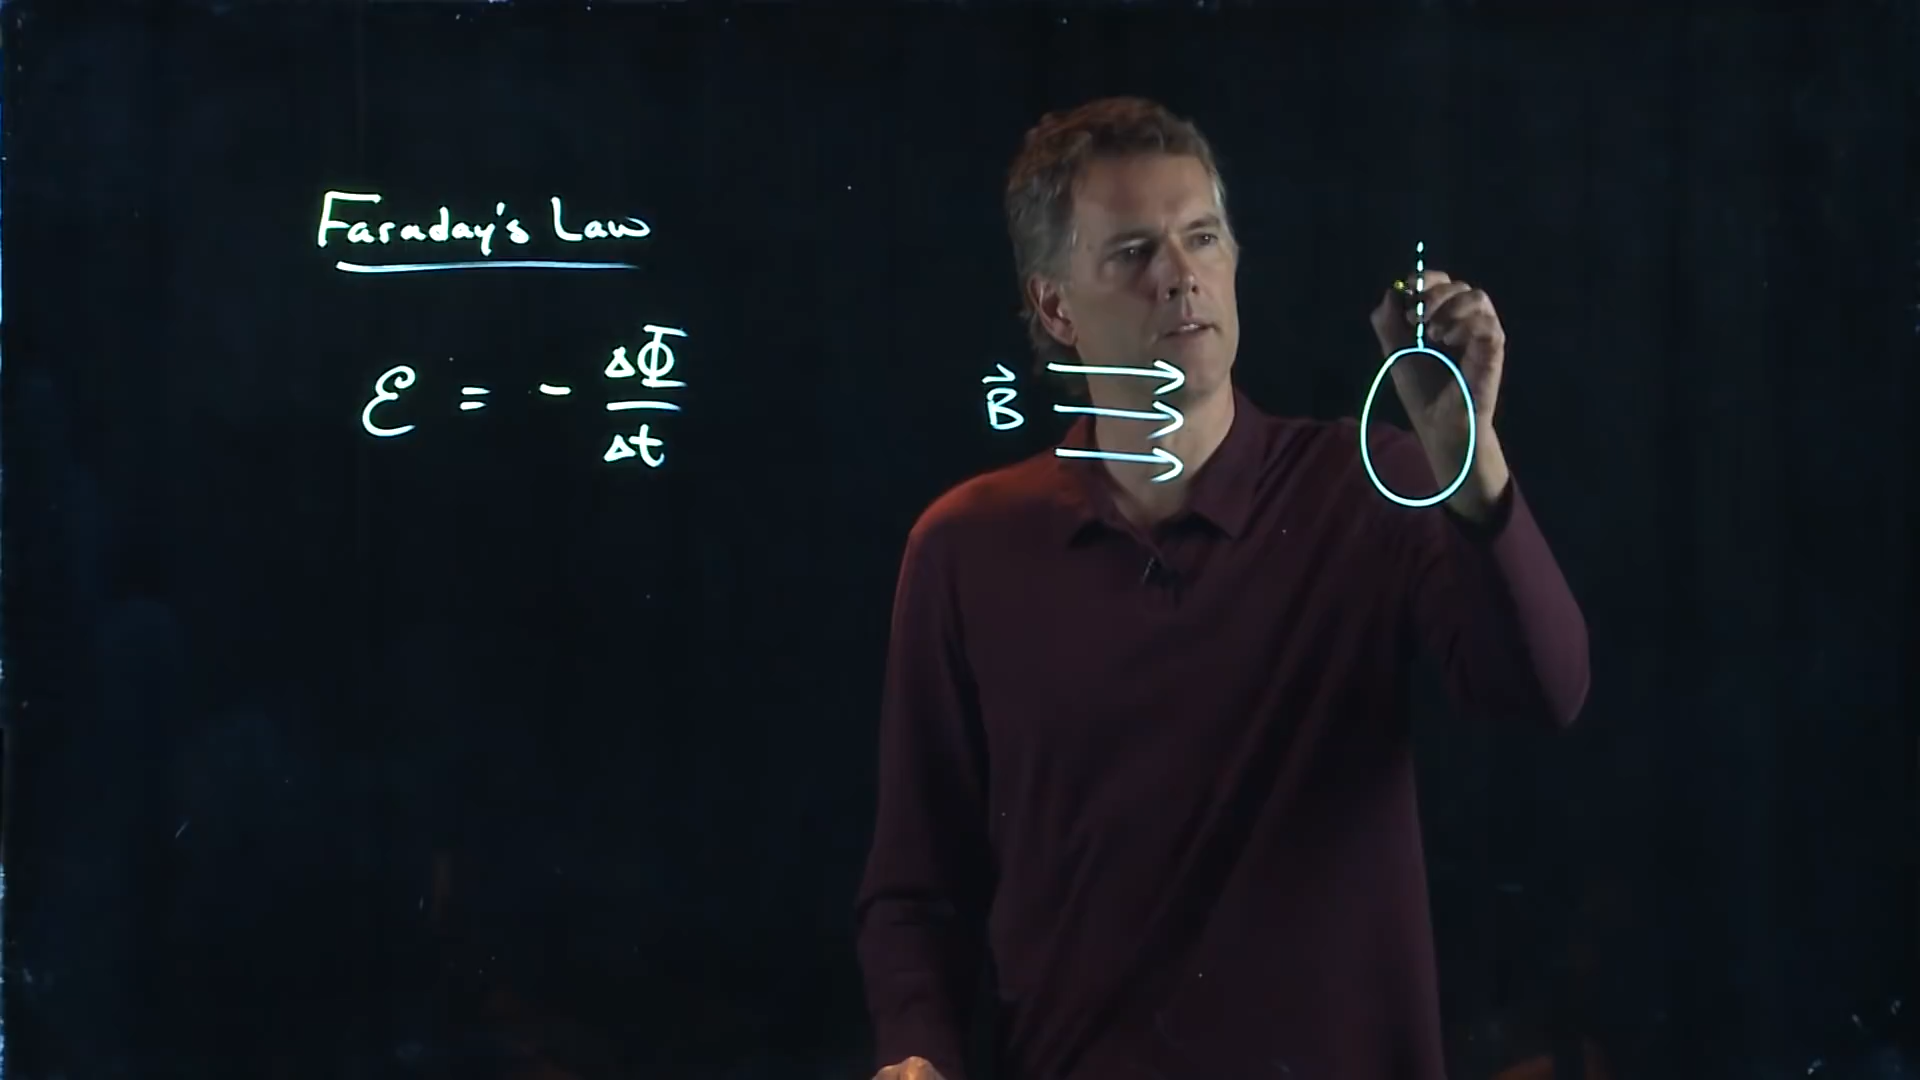 Faraday's Law
ℰ = - ΔΦ/Δt
B⃗